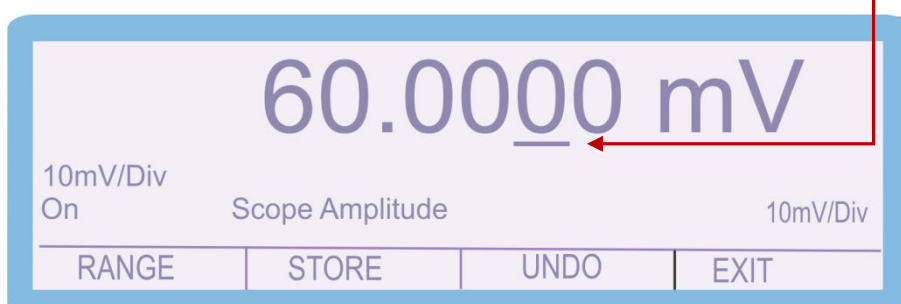 60.0000 mV
10mV/Div
On Scope Amplitude 10mV/Div
RANGE STORE UNDO EXIT